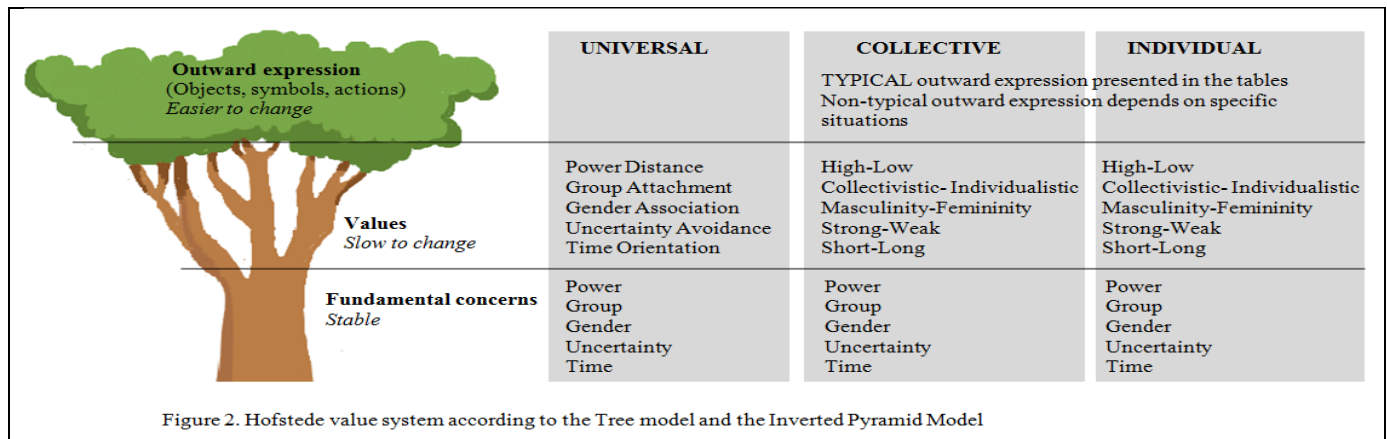 Outward expression
(Objects, symbols, actions)
Easier to change
Values
Slow to change
Fundamental concerns
Stable
UNIVERSAL
COLLECTIVE
INDIVIDUAL
TYPICAL outward expression presented in the tables
Non-typical outward expression depends on specific
situations
Power Distance
Group Attachment
Gender Association
Uncertainty Avoidance
Time Orientation
High-Low
Collectivistic- Individualistic
Masculinity-Femininity
Strong-Weak
Short-Long
High-Low
Collectivistic- Individualistic
Masculinity-Femininity
Strong-Weak
Short-Long
Power
Group
Gender
Uncertainty
Time
Power
Group
Gender
Uncertainty
Time
Power
Group
Gender
Uncertainty
Time
Figure 2. Hofstede value system according to the Tree model and the Inverted Pyramid Model